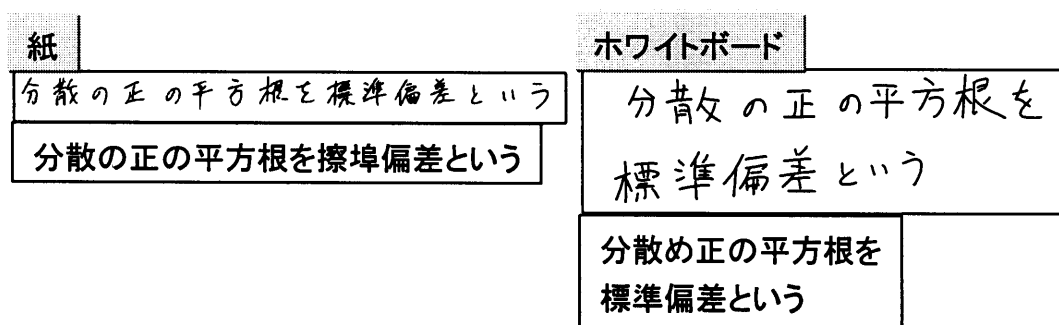 紙
分散の正の平方根を標準偏差という
分散の正の平方根を擦埠偏差という
ホワイトボード
分散の正の平方根を
標準偏差という
分散め正の平方根を
標準偏差という